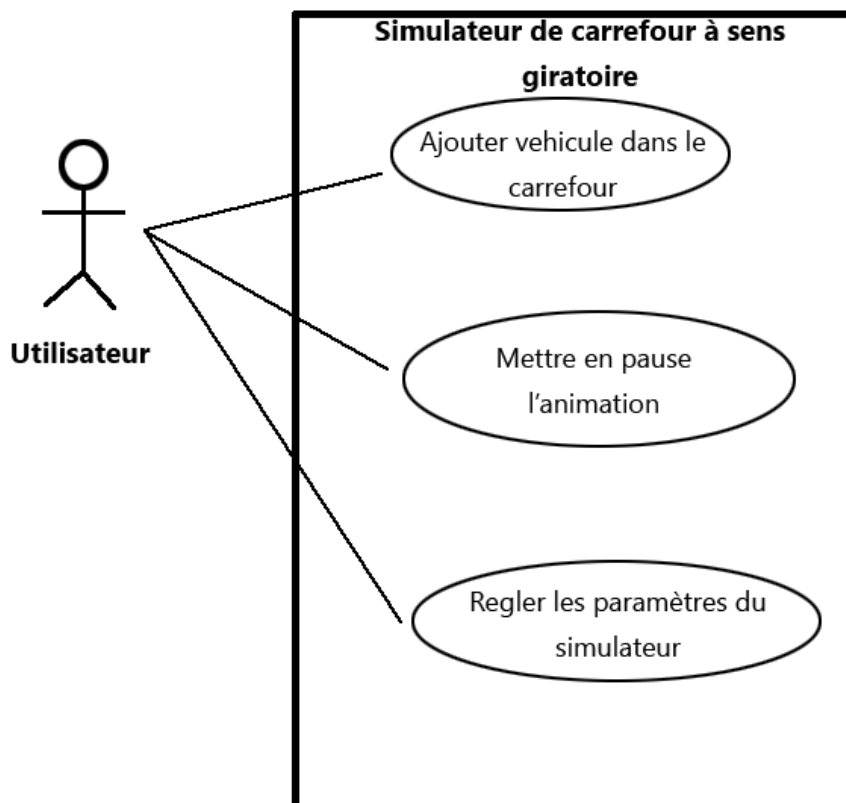 Simulateur de carrefour à sens
giratoire
Ajouter vehicule dans le
carrefour
Utilisateur
Mettre en pause
l'animation
Regler les paramètres du
simulateur